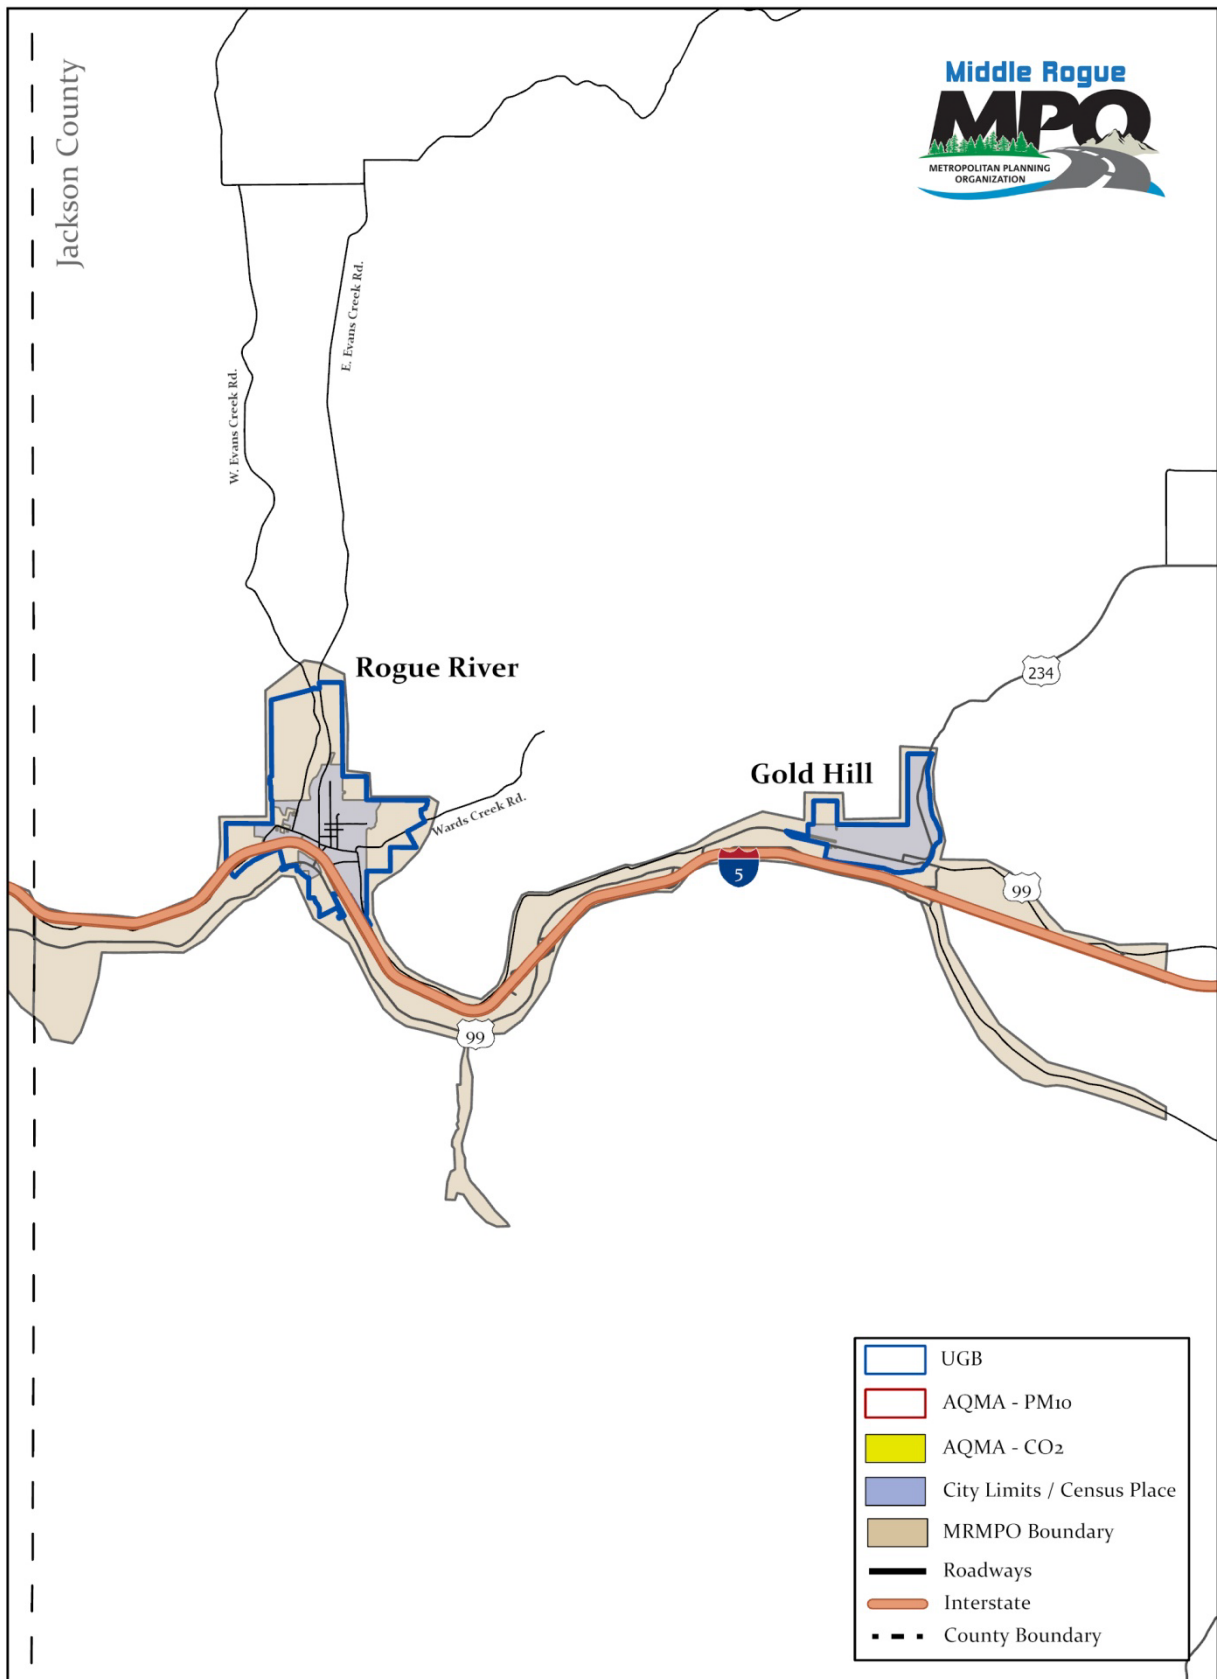 Jackson County
Middle Rogue
MPO
METROPOLITAN PLANNING
ORGANIZATION
E. Evans Creek Rd.
W. Evans Creek Rd.
Rogue River
234
Gold Hill
Wards Creek Rd.
5
99
99
UGB
AQMA - PM10
AQMA - CO2
City Limits / Census Place
MRMPO Boundary
Roadways
Interstate
County Boundary